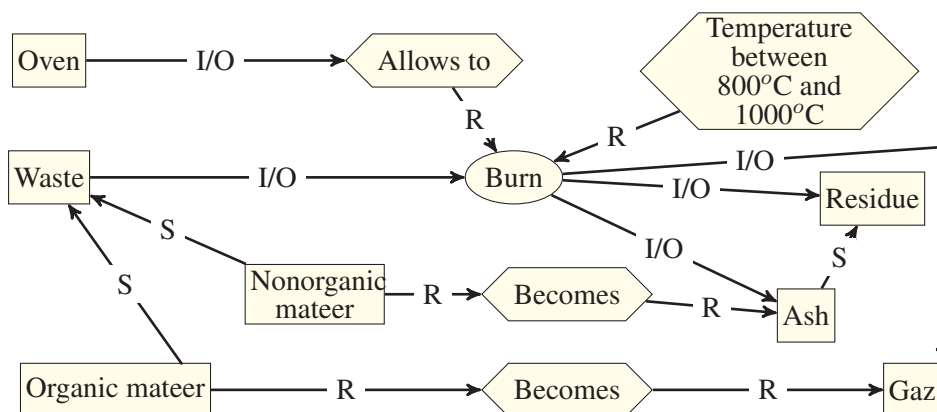 Temperature
between
800°C and
1000°C
Oven
I/O
Allows to
R
R
Waste
I/O
Burn
I/O
I/O
Residue
S
S
I/O
S
Nonorganic
mateer
R
Becomes
R
Ash
Organic mateer
R
Becomes
R
Gaz